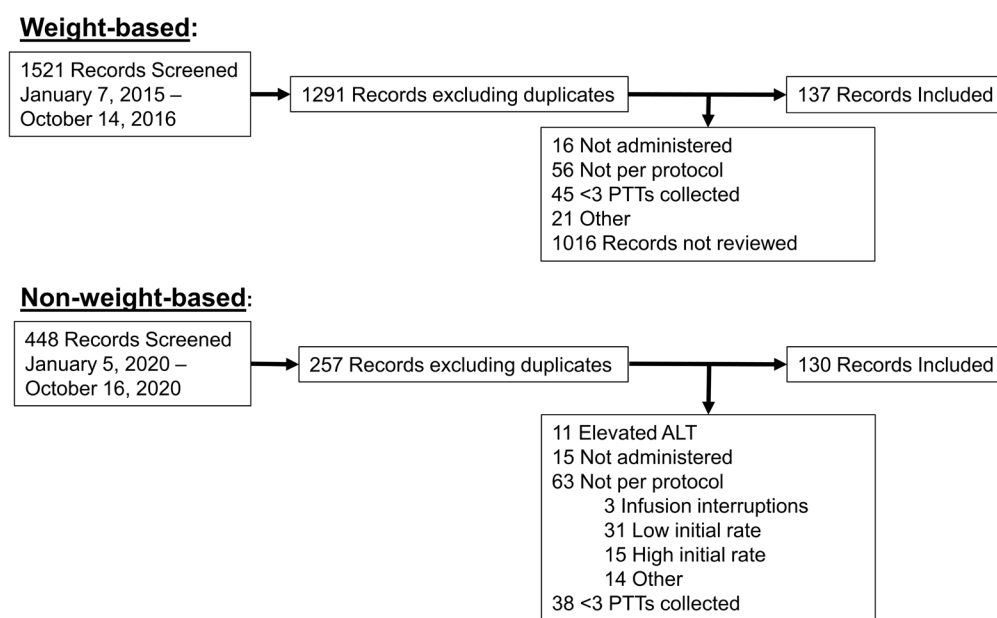 Weight-based:
1521 Records Screened
January 7, 2015 –
October 14, 2016
1291 Records excluding duplicates
137 Records Included
16 Not administered
56 Not per protocol
45 <3 PTTs collected
21 Other
1016 Records not reviewed
Non-weight-based:
448 Records Screened
January 5, 2020 –
October 16, 2020
257 Records excluding duplicates
130 Records Included
11 Elevated ALT
15 Not administered
63 Not per protocol
3 Infusion interruptions
31 Low initial rate
15 High initial rate
14 Other
38 <3 PTTs collected